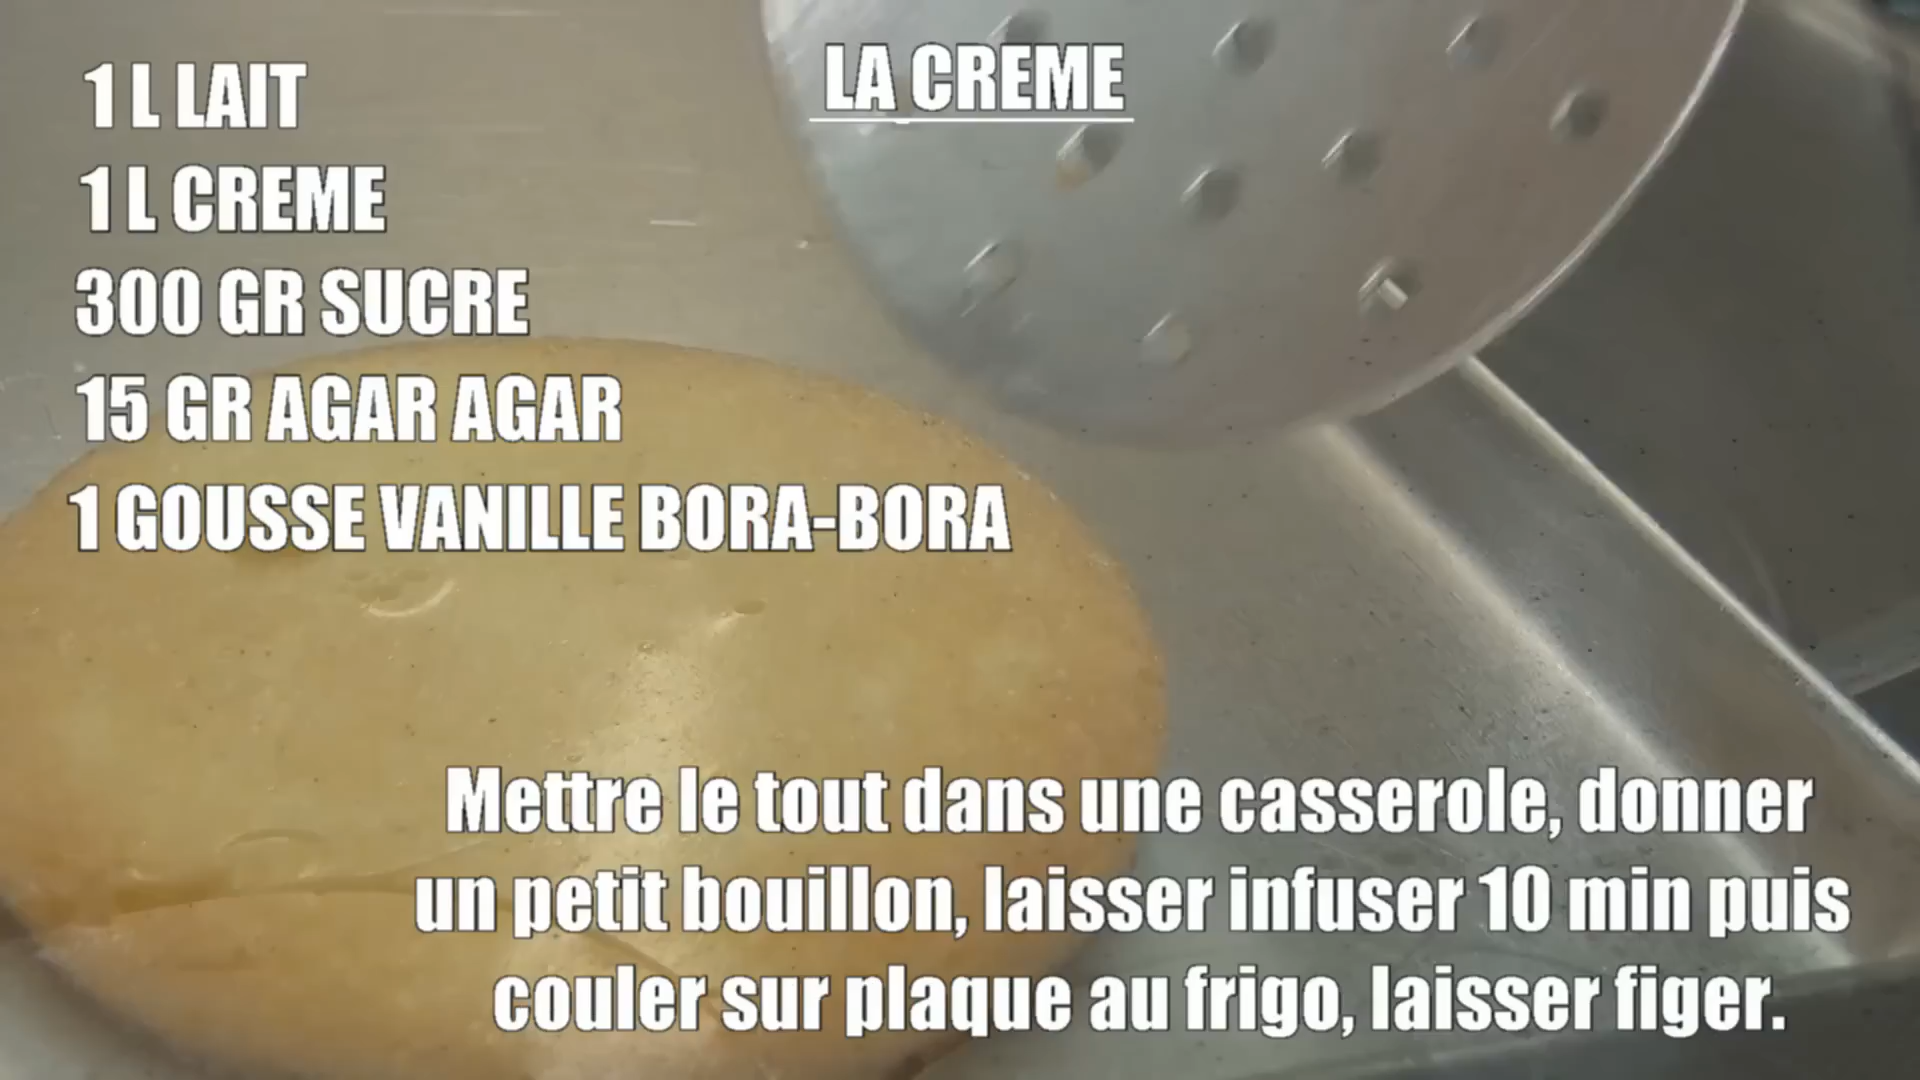 LA CREME
1 L LAIT
1 L CREME
300 GR SUCRE
15 GR AGAR AGAR
1 GOUSSE VANILLE BORA-BORA
Mettre le tout dans une casserole, donner
un petit bouillon, laisser infuser 10 min puis
couler sur plaque au frigo, laisser figer.